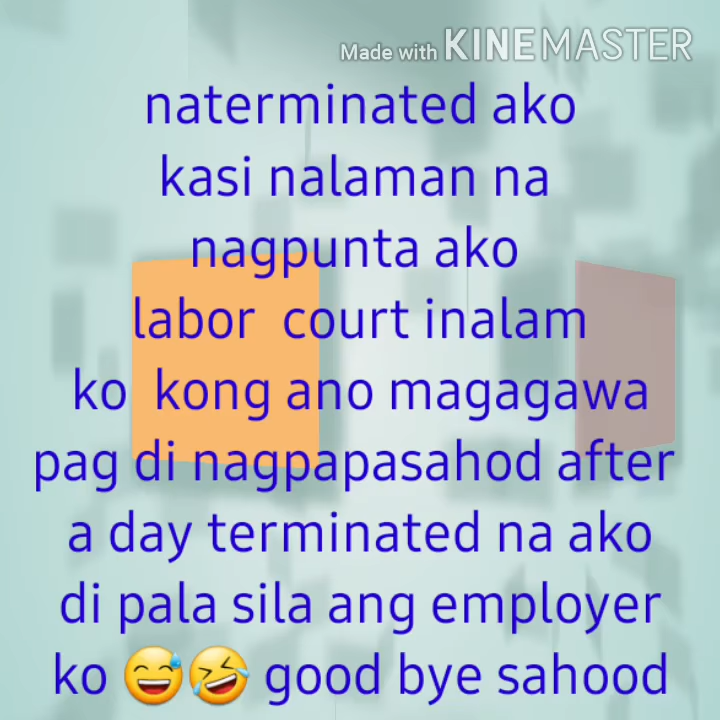 Made with KINEMASTER
naterminated ako
kasi nalaman na
nagpunta ako
labor court inalam
ko kong ano magagawa
pag di nagpapasahod after
a day terminated na ako
di pala sila ang employer
ko 😅🤣 good bye sahood